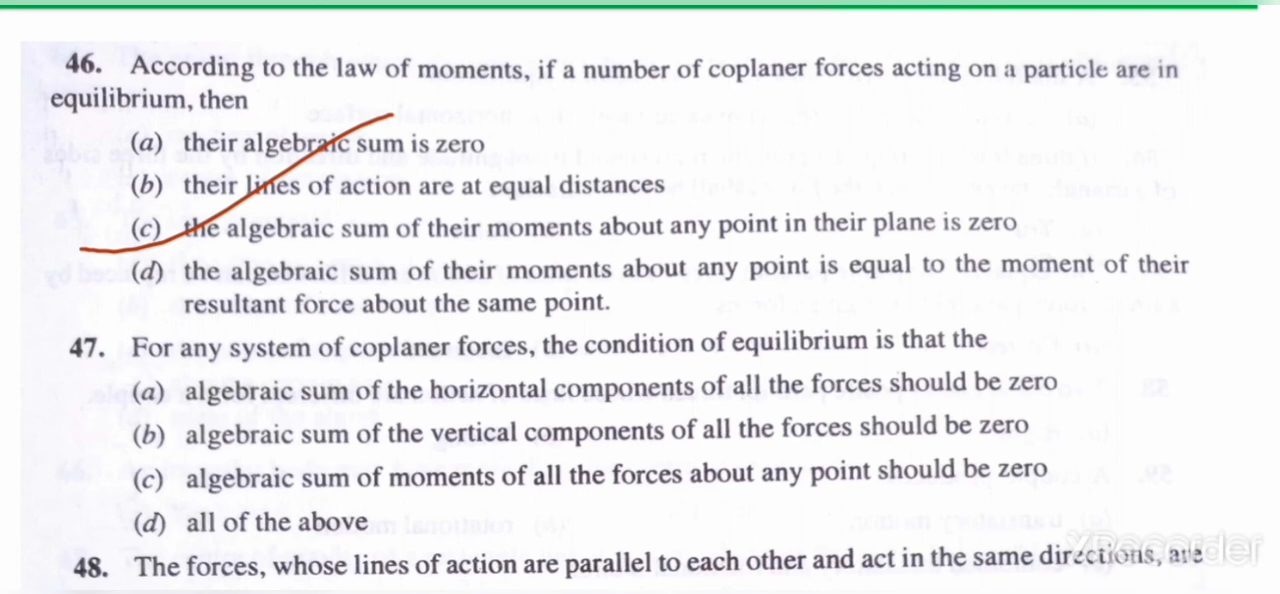 46. According to the law of moments, if a number of coplaner forces acting on a particle are in
equilibrium, then
(a) their algebraic sum is zero
(b) their lines of action are at equal distances
(c) the algebraic sum of their moments about any point in their plane is zero
(d) the algebraic sum of their moments about any point is equal to the moment of their
resultant force about the same point.
47. For any system of coplaner forces, the condition of equilibrium is that the
(a) algebraic sum of the horizontal components of all the forces should be zero
(b) algebraic sum of the vertical components of all the forces should be zero
(c) algebraic sum of moments of all the forces about any point should be zero
(d) all of the above
48. The forces, whose lines of action are parallel to each other and act in the same directions, are
XRecorder